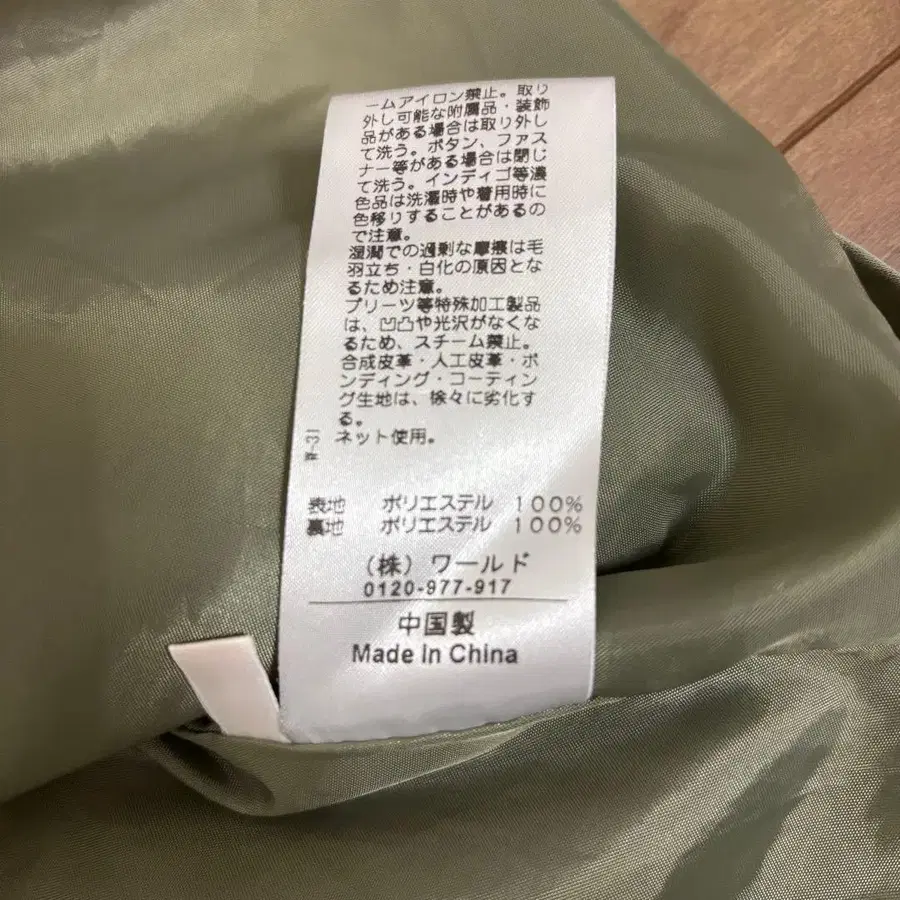 ームアイロン禁止。取り
外し可能な附属品・装飾
品がある場合は取り外し
て洗う。ボタン、ファス
ナー等がある場合は閉じ
て洗う。インディゴ等濃
色品は洗濯時や着用時に
色移りすることがあるの
で注意。
湿潤での過剰な摩擦は毛
羽立ち・白化の原因とな
るため注意。
プリーツ等特殊加工製品
は、凹凸や光沢がなくな
るため、スチーム禁止。
合成皮革・人工皮革・ボ
ンディング・コーティン
グ生地は、徐々に劣化す
る。
ネット使用。
W-31
表地 ポリエステル 100%
裏地 ポリエステル 100%
(株)ワールド
0120-977-917
中国製
Made In China